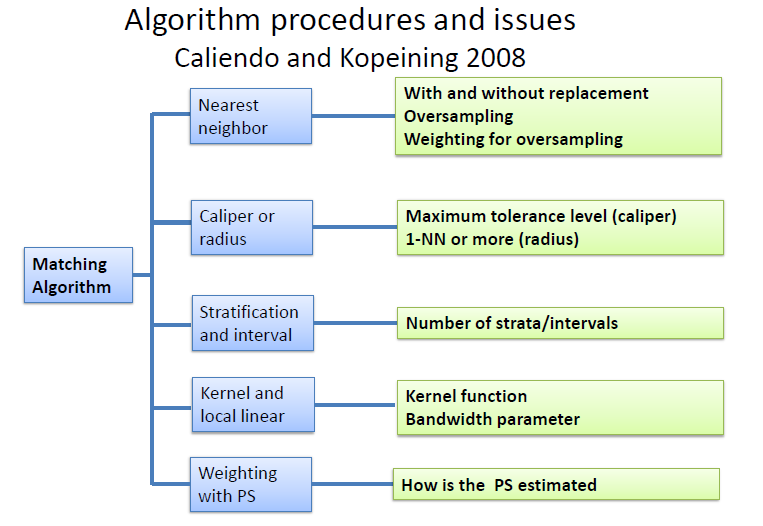 Algorithm procedures and issues
Caliendo and Kopeining 2008
Nearest
neighbor
With and without replacement
Oversampling
Weighting for oversampling
Caliper or
radius
Maximum tolerance level (caliper)
1-NN or more (radius)
Matching
Algorithm
Stratification
and interval
Number of strata/intervals
Kernel and
local linear
Kernel function
Bandwidth parameter
Weighting
with PS
How is the PS estimated